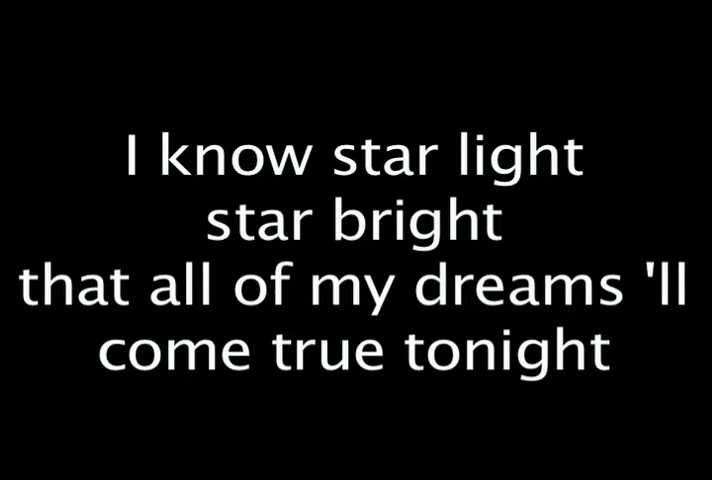 I know star light
star bright
that all of my dreams 'll
come true tonight